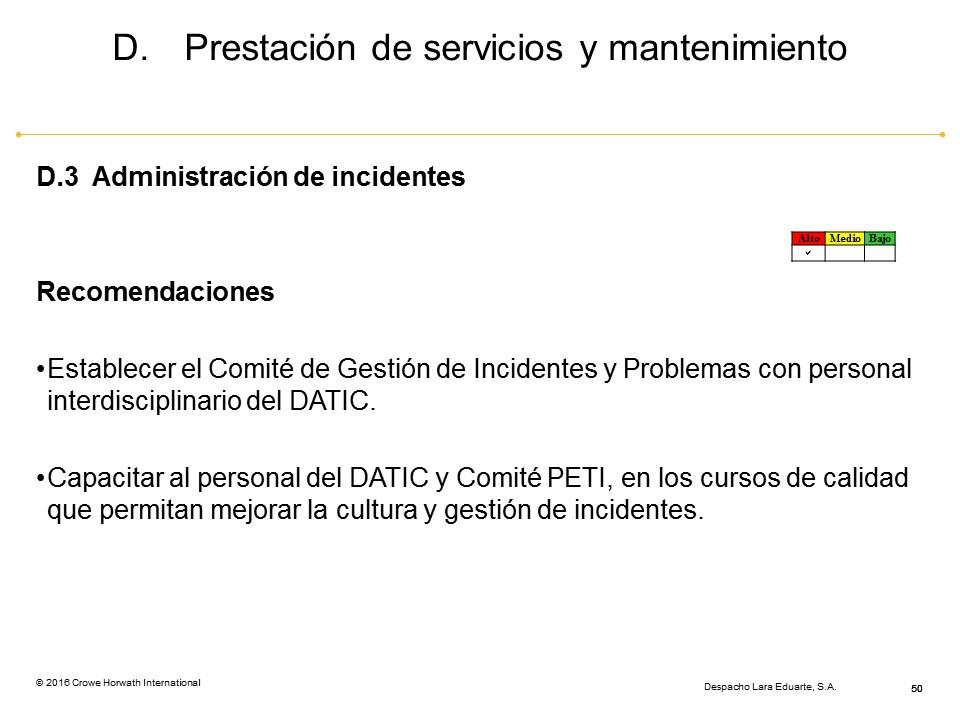 D. Prestación de servicios y mantenimiento
D.3 Administración de incidentes
Alto Medio Bajo
✓
Recomendaciones
•Establecer el Comité de Gestión de Incidentes y Problemas con personal
interdisciplinario del DATIC.
•Capacitar al personal del DATIC y Comité PETI, en los cursos de calidad
que permitan mejorar la cultura y gestión de incidentes.
© 2016 Crowe Horwath International
Despacho Lara Eduarte, S.A.
50